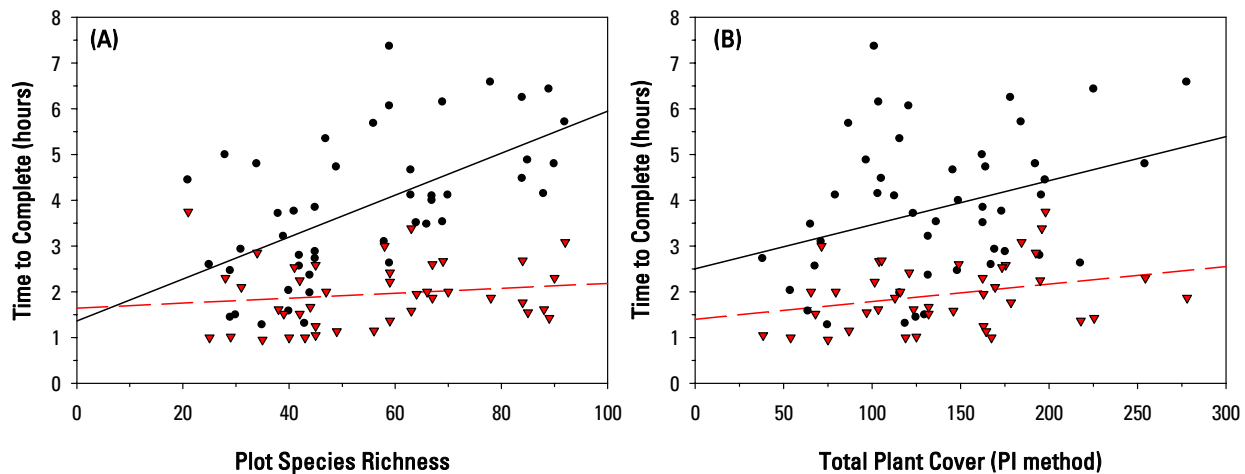 (A)
Time to Complete (hours)
8
7
6
5
4
3
2
1
0
0 20 40 60 80 100
Plot Species Richness
(B)
Time to Complete (hours)
8
7
6
5
4
3
2
1
0
0 50 100 150 200 250 300
Total Plant Cover (PI method)